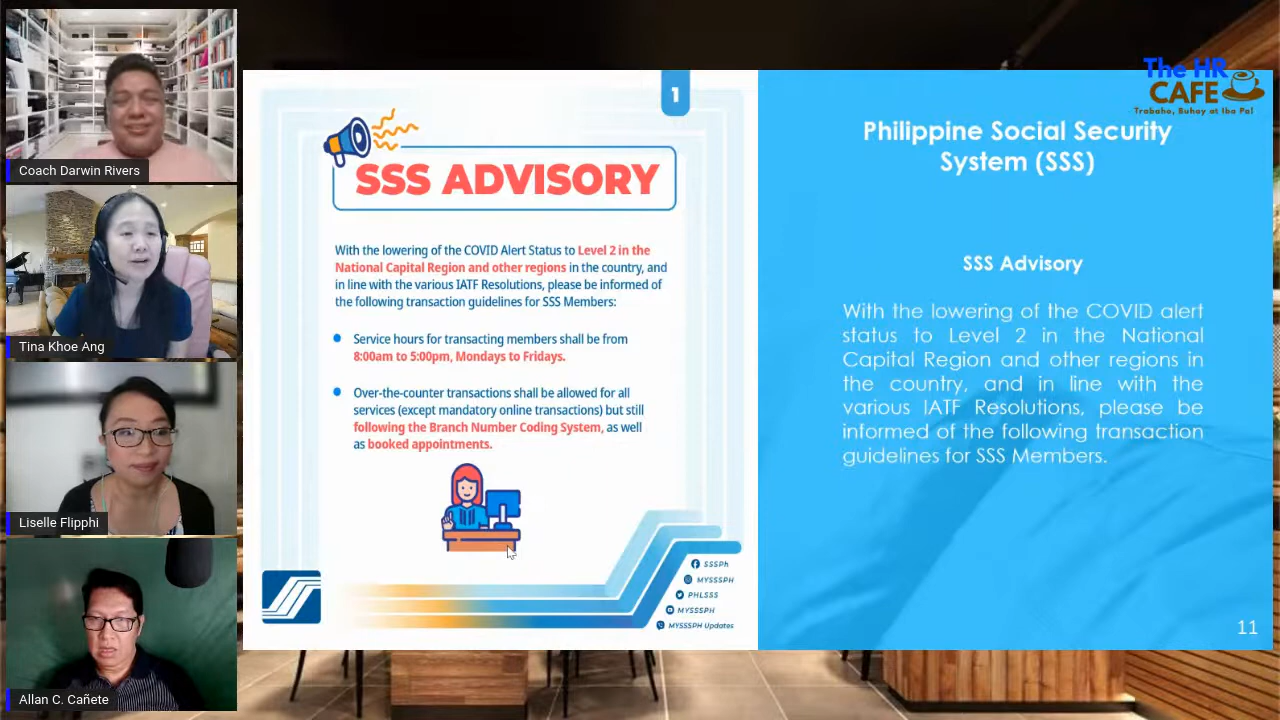 Coach Darwin Rivers
Tina Khoe Ang
Liselle Flipphi
Allan C. Cañete
1
SSS ADVISORY
With the lowering of the COVID Alert Status to Level 2 in the
National Capital Region and other regions in the country, and
in line with the various IATF Resolutions, please be informed of
the following transaction guidelines for SSS Members:
Service hours for transacting members shall be from
8:00am to 5:00pm, Mondays to Fridays.
Over-the-counter transactions shall be allowed for all
services (except mandatory online transactions) but still
following the Branch Number Coding System, as well
as booked appointments.
SSSPh
MYSSSPH
PHLSSS
MYSSSPH
MYSSSPH Updates
The HR
CAFE
Trabaho, Buhay at Iba Pa!
Philippine Social Security
System (SSS)
SSS Advisory
With the lowering of the COVID alert
status to Level 2 in the National
Capital Region and other regions in
the country, and in line with the
various IATF Resolutions, please be
informed of the following transaction
guidelines for SSS Members.
11